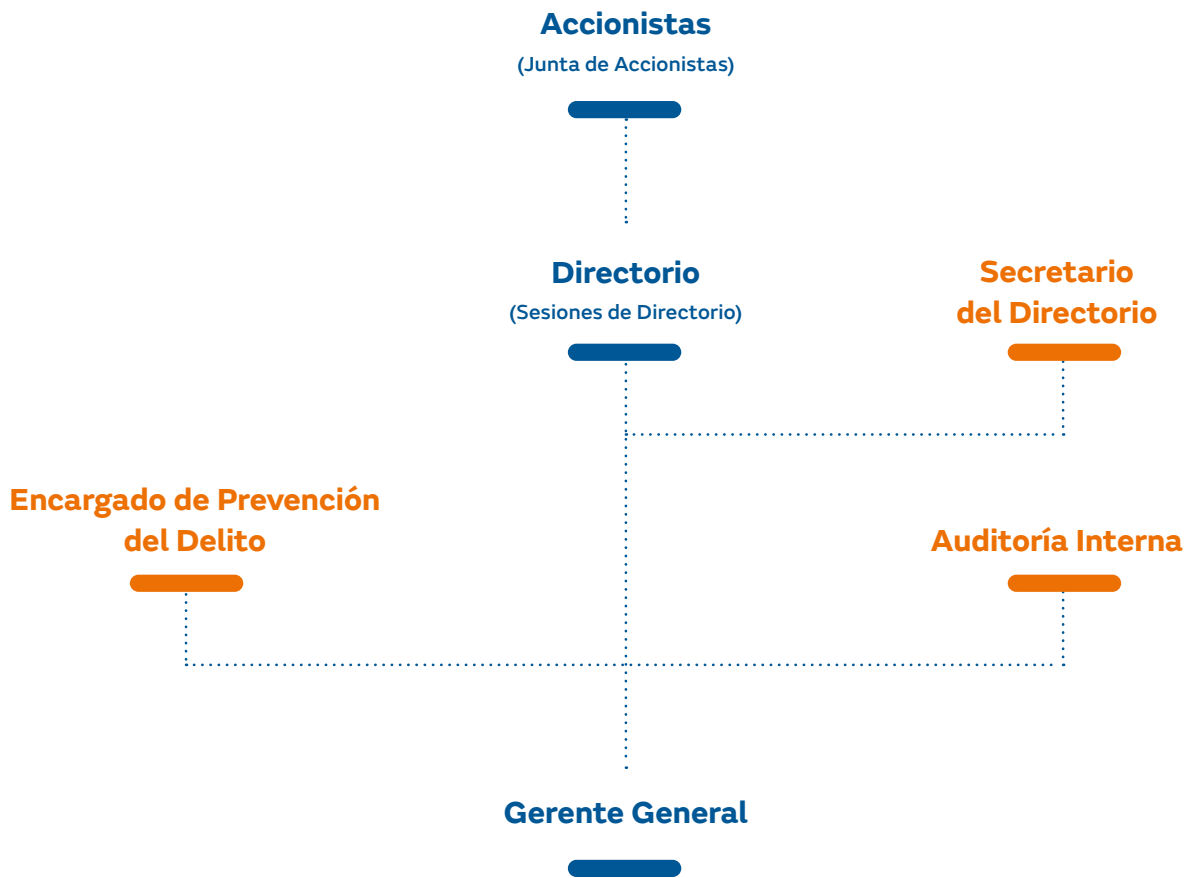 Accionistas
(Junta de Accionistas)
Directorio
(Sesiones de Directorio)
Secretario
del Directorio
Encargado de Prevención
del Delito
Auditoría Interna
Gerente General